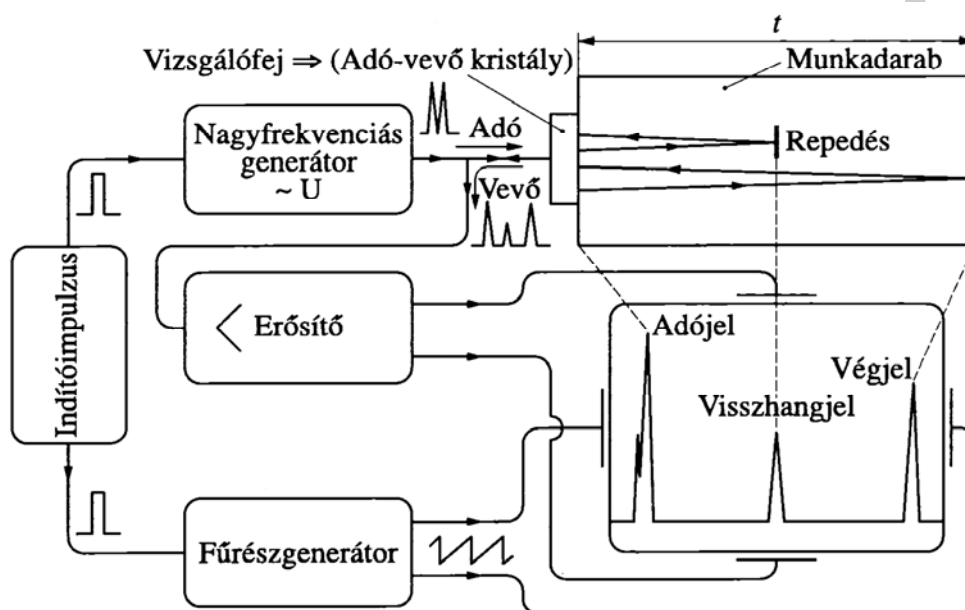 t
Vizsgálófej ⇒ (Adó-vevő kristály)
Munkadarab
Nagyfrekvenciás
generátor
~ U
Adó
Repedés
Vevő
Indítóimpulzus
Erősítő
Adójel
Végjel
Visszhangjel
Fűrészgenerátor